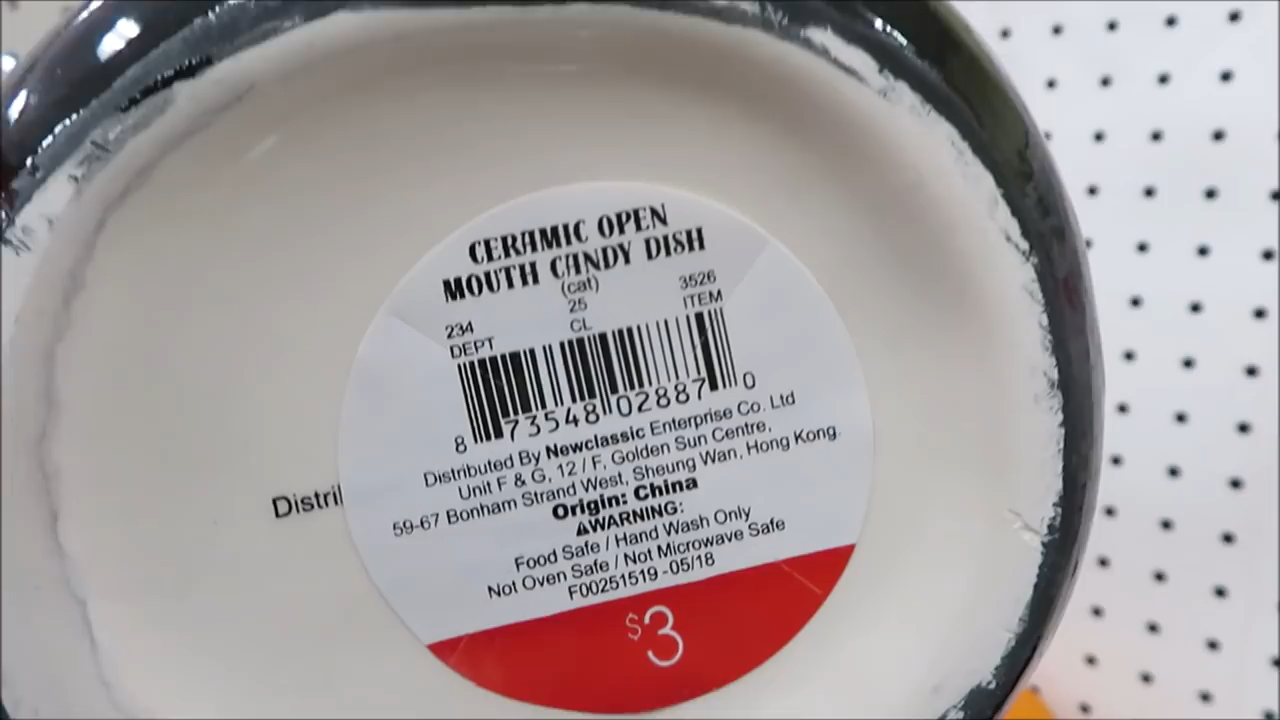 CERAMIC OPEN
MOUTH CANDY DISH
(cat)
234 25 3526
DEPT CL ITEM
8 73548 02887 0
Distributed By Newclassic Enterprise Co. Ltd
Unit F & G, 12 / F, Golden Sun Centre,
59-67 Bonham Strand West, Sheung Wan, Hong Kong.
Origin: China
⚠WARNING:
Food Safe / Hand Wash Only
Not Oven Safe / Not Microwave Safe
F00251519 -05/18
$3
Distril